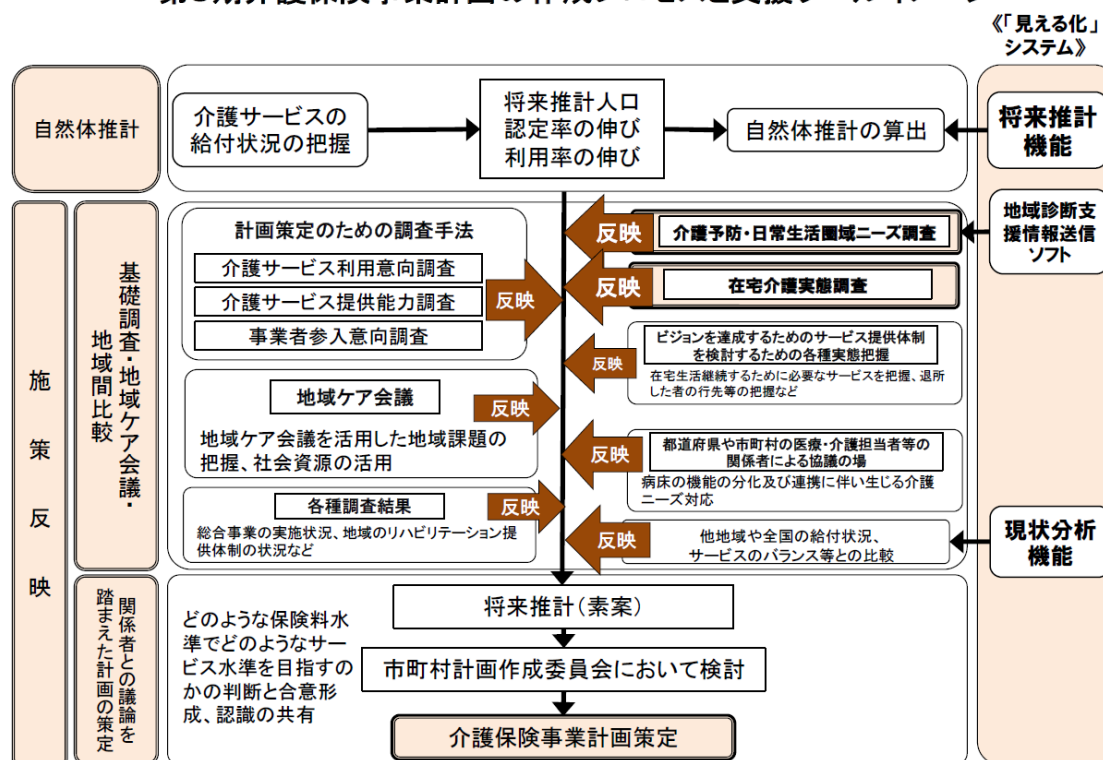 《「見える化」
システム》
自然体推計
介護サービスの
給付状況の把握
将来推計人口
認定率の伸び
利用率の伸び
自然体推計の算出
将来推計
機能
施策反映
基礎調査・地域ケア会議・
地域間比較
計画策定のための調査手法
介護サービス利用意向調査
介護サービス提供能力調査
事業者参入意向調査
反映
反映
介護予防・日常生活圏域ニーズ調査
地域診断支
援情報送信
ソフト
反映
在宅介護実態調査
反映
ビジョンを達成するためのサービス提供体制
を検討するための各種実態把握
在宅生活継続するために必要なサービスを把握、退所
した者の行先等の把握など
地域ケア会議
反映
地域ケア会議を活用した地域課題の
把握、社会資源の活用
反映
都道府県や市町村の医療・介護担当者等の
関係者による協議の場
病床の機能の分化及び連携に伴い生じる介護
ニーズ対応
各種調査結果
反映
総合事業の実施状況、地域のリハビリテーション提
供体制の状況など
反映
他地域や全国の給付状況、
サービスのバランス等との比較
現状分析
機能
関係者との議論を
踏まえた計画の策定
どのような保険料水
準でどのようなサー
ビス水準を目指すの
かの判断と合意形
成、認識の共有
将来推計（素案）
市町村計画作成委員会において検討
介護保険事業計画策定